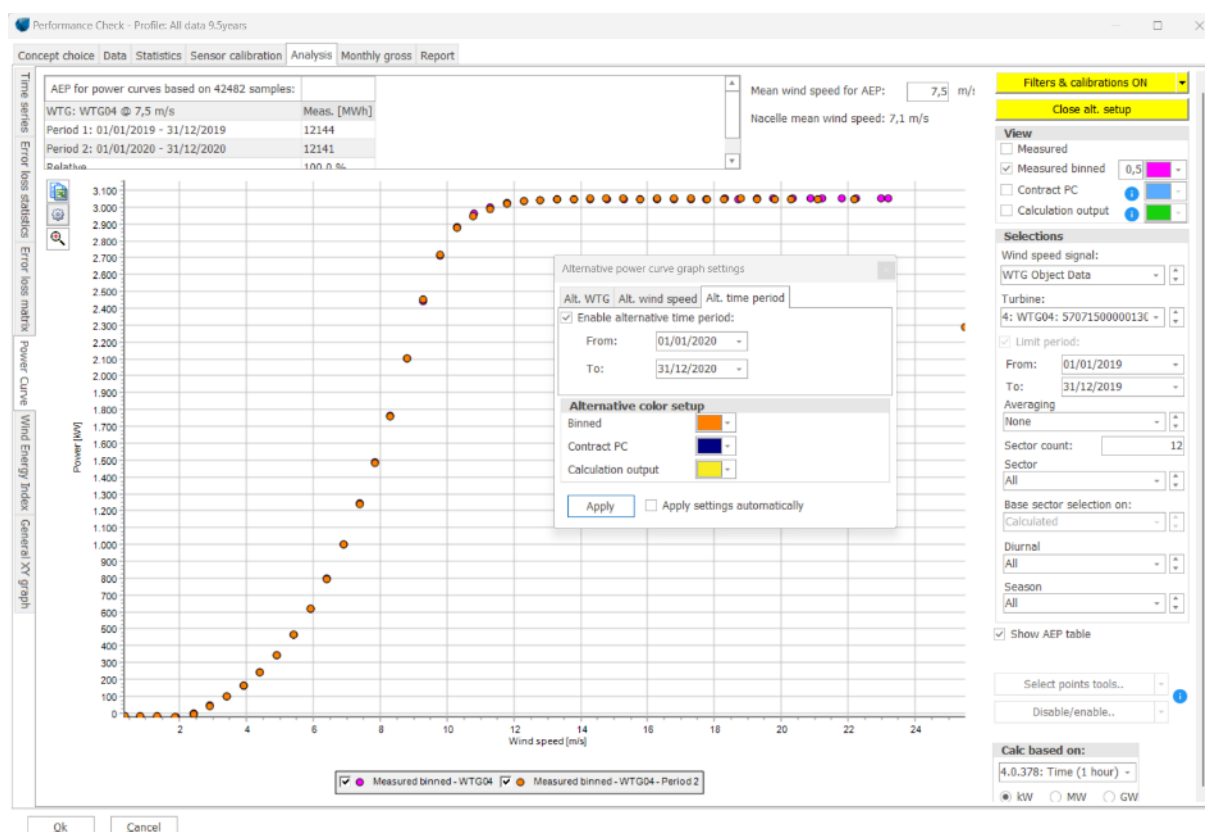 Performance Check - Profile: All data 9.5years
Concept choice Data Statistics Sensor calibration Analysis Monthly gross Report
Time series
Error loss statistics
Error loss matrix
Power Curve
Wind Energy Index
General XY graph
AEP for power curves based on 42482 samples:
WTG: WTG04 @ 7,5 m/s Meas. [MWh]
Period 1: 01/01/2019 - 31/12/2019 12144
Period 2: 01/01/2020 - 31/12/2020 12141
Relative 100,0 %
Mean wind speed for AEP: 7,5 m/s
Nacelle mean wind speed: 7,1 m/s
3.100
3.000
2.900
2.800
2.700
2.600
2.500
2.400
2.300
2.200
2.100
2.000
1.900
1.800
1.700
1.600
1.500
1.400
1.300
1.200
1.100
1.000
900
800
700
600
500
400
300
200
100
0
Power [kW]
2 4 6 8 10 12 14 16 18 20 22 24
Wind speed [m/s]
Measured binned - WTG04 Measured binned - WTG04 - Period 2
Alternative power curve graph settings
Alt. WTG Alt. wind speed Alt. time period
Enable alternative time period:
From: 01/01/2020
To: 31/12/2020
Alternative color setup
Binned
Contract PC
Calculation output
Apply Apply settings automatically
Filters & calibrations ON
Close alt. setup
View
Measured
Measured binned 0,5
Contract PC
Calculation output
Selections
Wind speed signal:
WTG Object Data
Turbine:
4: WTG04: 5707150000013
Limit period:
From: 01/01/2019
To: 31/12/2019
Averaging
None
Sector count: 12
Sector
All
Base sector selection on:
Calculated
Diurnal
All
Season
All
Show AEP table
Select points tools..
Disable/enable..
Calc based on:
4.0.378: Time (1 hour)
kW MW GW
Ok Cancel